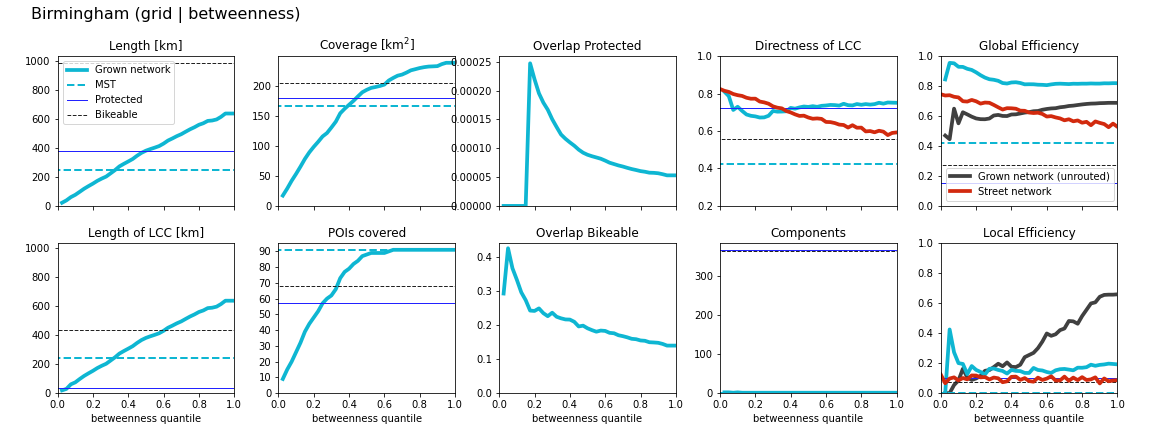 Birmingham (grid | betweenness)
Length [km]
1000
800
600
400
200
0
Grown network
MST
Protected
Bikeable
Coverage [km²]
200
150
100
50
0
Overlap Protected
0.00025
0.00020
0.00015
0.00010
0.00005
0.00000
Directness of LCC
1.0
0.8
0.6
0.4
0.2
Global Efficiency
1.0
0.8
0.6
0.4
0.2
0.0
Grown network (unrouted)
Street network
Length of LCC [km]
1000
800
600
400
200
0
0.0 0.2 0.4 0.6 0.8 1.0
betweenness quantile
POIs covered
90
80
70
60
50
40
30
20
10
0
0.0 0.2 0.4 0.6 0.8 1.0
betweenness quantile
Overlap Bikeable
0.4
0.3
0.2
0.1
0.0
0.0 0.2 0.4 0.6 0.8 1.0
betweenness quantile
Components
300
200
100
0
0.0 0.2 0.4 0.6 0.8 1.0
betweenness quantile
Local Efficiency
1.0
0.8
0.6
0.4
0.2
0.0
0.0 0.2 0.4 0.6 0.8 1.0
betweenness quantile